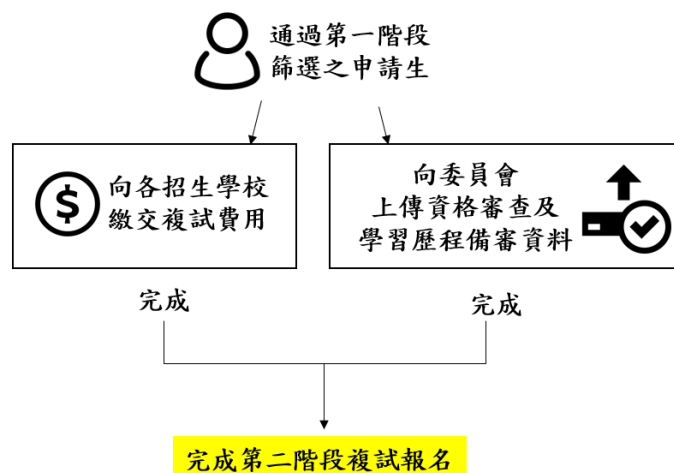 通過第一階段
篩選之申請生
$
向各招生學校
繳交複試費用
向委員會
上傳資格審查及
學習歷程備審資料
完成
完成
完成第二階段複試報名